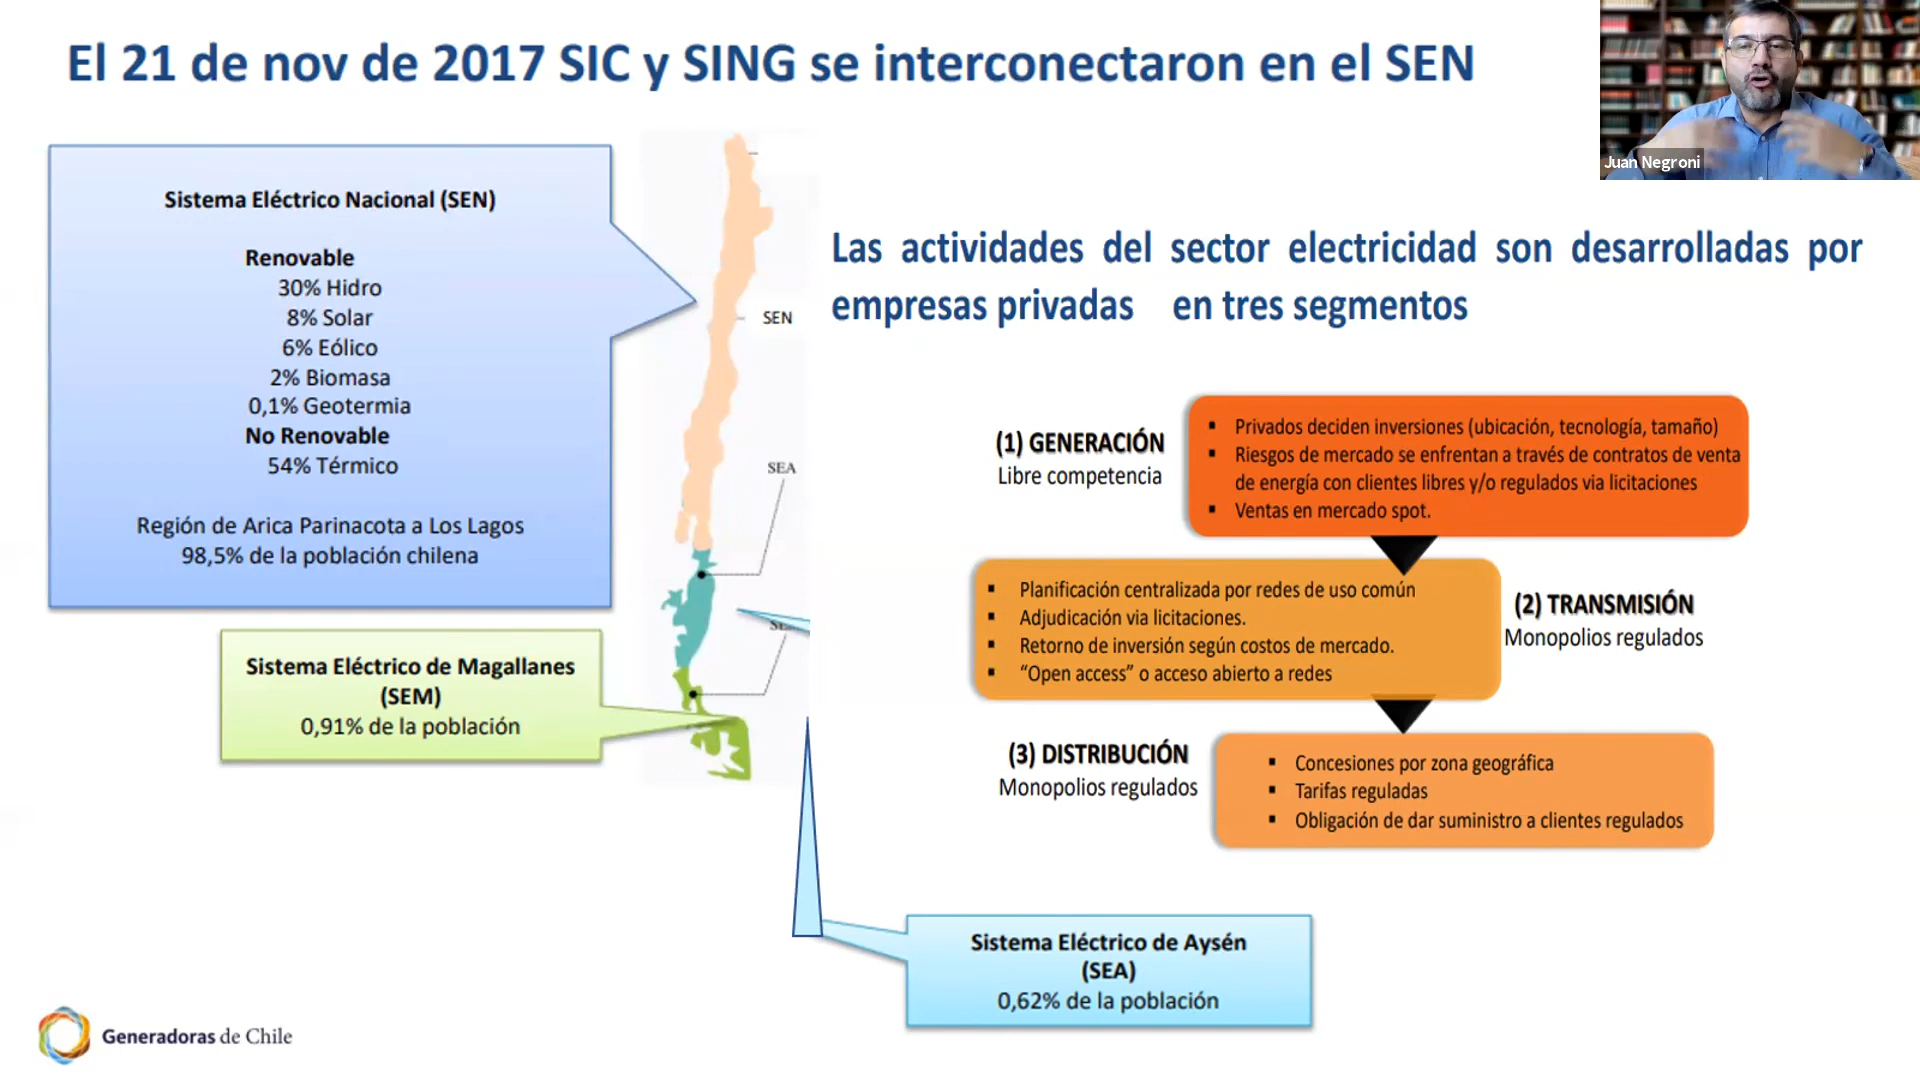 El 21 de nov de 2017 SIC y SING se interconectaron en el SEN
Juan Negroni
Sistema Eléctrico Nacional (SEN)
Renovable
30% Hidro
8% Solar
6% Eólico
2% Biomasa
0,1% Geotermia
No Renovable
54% Térmico
Región de Arica Parinacota a Los Lagos
98,5% de la población chilena
SEN
SEA
Sistema Eléctrico de Magallanes
(SEM)
0,91% de la población
Las actividades del sector electricidad son desarrolladas por
empresas privadas en tres segmentos
(1) GENERACIÓN
Libre competencia
▪ Privados deciden inversiones (ubicación, tecnología, tamaño)
▪ Riesgos de mercado se enfrentan a través de contratos de venta
de energía con clientes libres y/o regulados via licitaciones
▪ Ventas en mercado spot.
▪ Planificación centralizada por redes de uso común
▪ Adjudicación via licitaciones.
▪ Retorno de inversión según costos de mercado.
▪ “Open access” o acceso abierto a redes
(2) TRANSMISIÓN
Monopolios regulados
(3) DISTRIBUCIÓN
Monopolios regulados
▪ Concesiones por zona geográfica
▪ Tarifas reguladas
▪ Obligación de dar suministro a clientes regulados
Sistema Eléctrico de Aysén
(SEA)
0,62% de la población
Generadoras de Chile